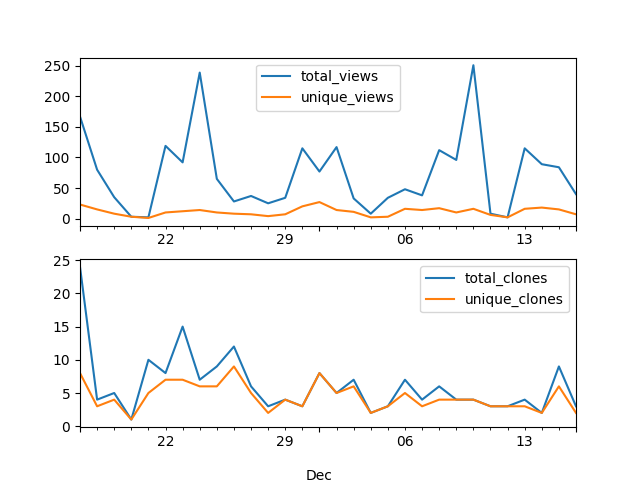 250
200
150
100
50
0
total_views
unique_views
22 29 06 13
25
20
15
10
5
0
total_clones
unique_clones
22 29 06 13
Dec